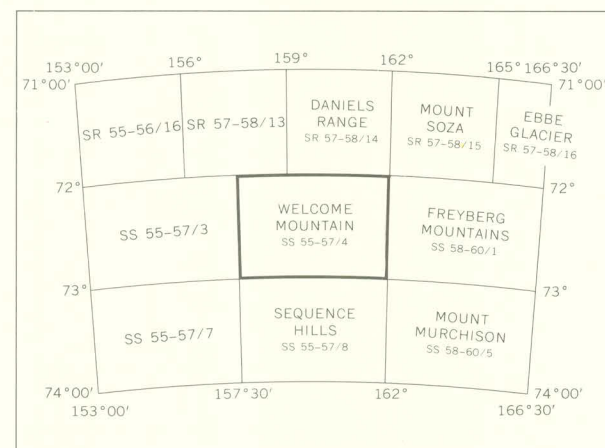 153°00' 156° 159° 162° 165° 166°30'
71°00' 71°00'
SR 55-56/16
SR 57-58/13
DANIELS
RANGE
SR 57-58/14
MOUNT
SOZA
SR 57-58/15
EBBE
GLACIER
SR 57-58/16
72° 72°
SS 55-57/3
WELCOME
MOUNTAIN
SS 55-57/4
FREYBERG
MOUNTAINS
SS 58-60/1
73° 73°
SS 55-57/7
SEQUENCE
HILLS
SS 55-57/8
MOUNT
MURCHISON
SS 58-60/5
74°00' 74°00'
153°00' 157°30' 162° 166°30'